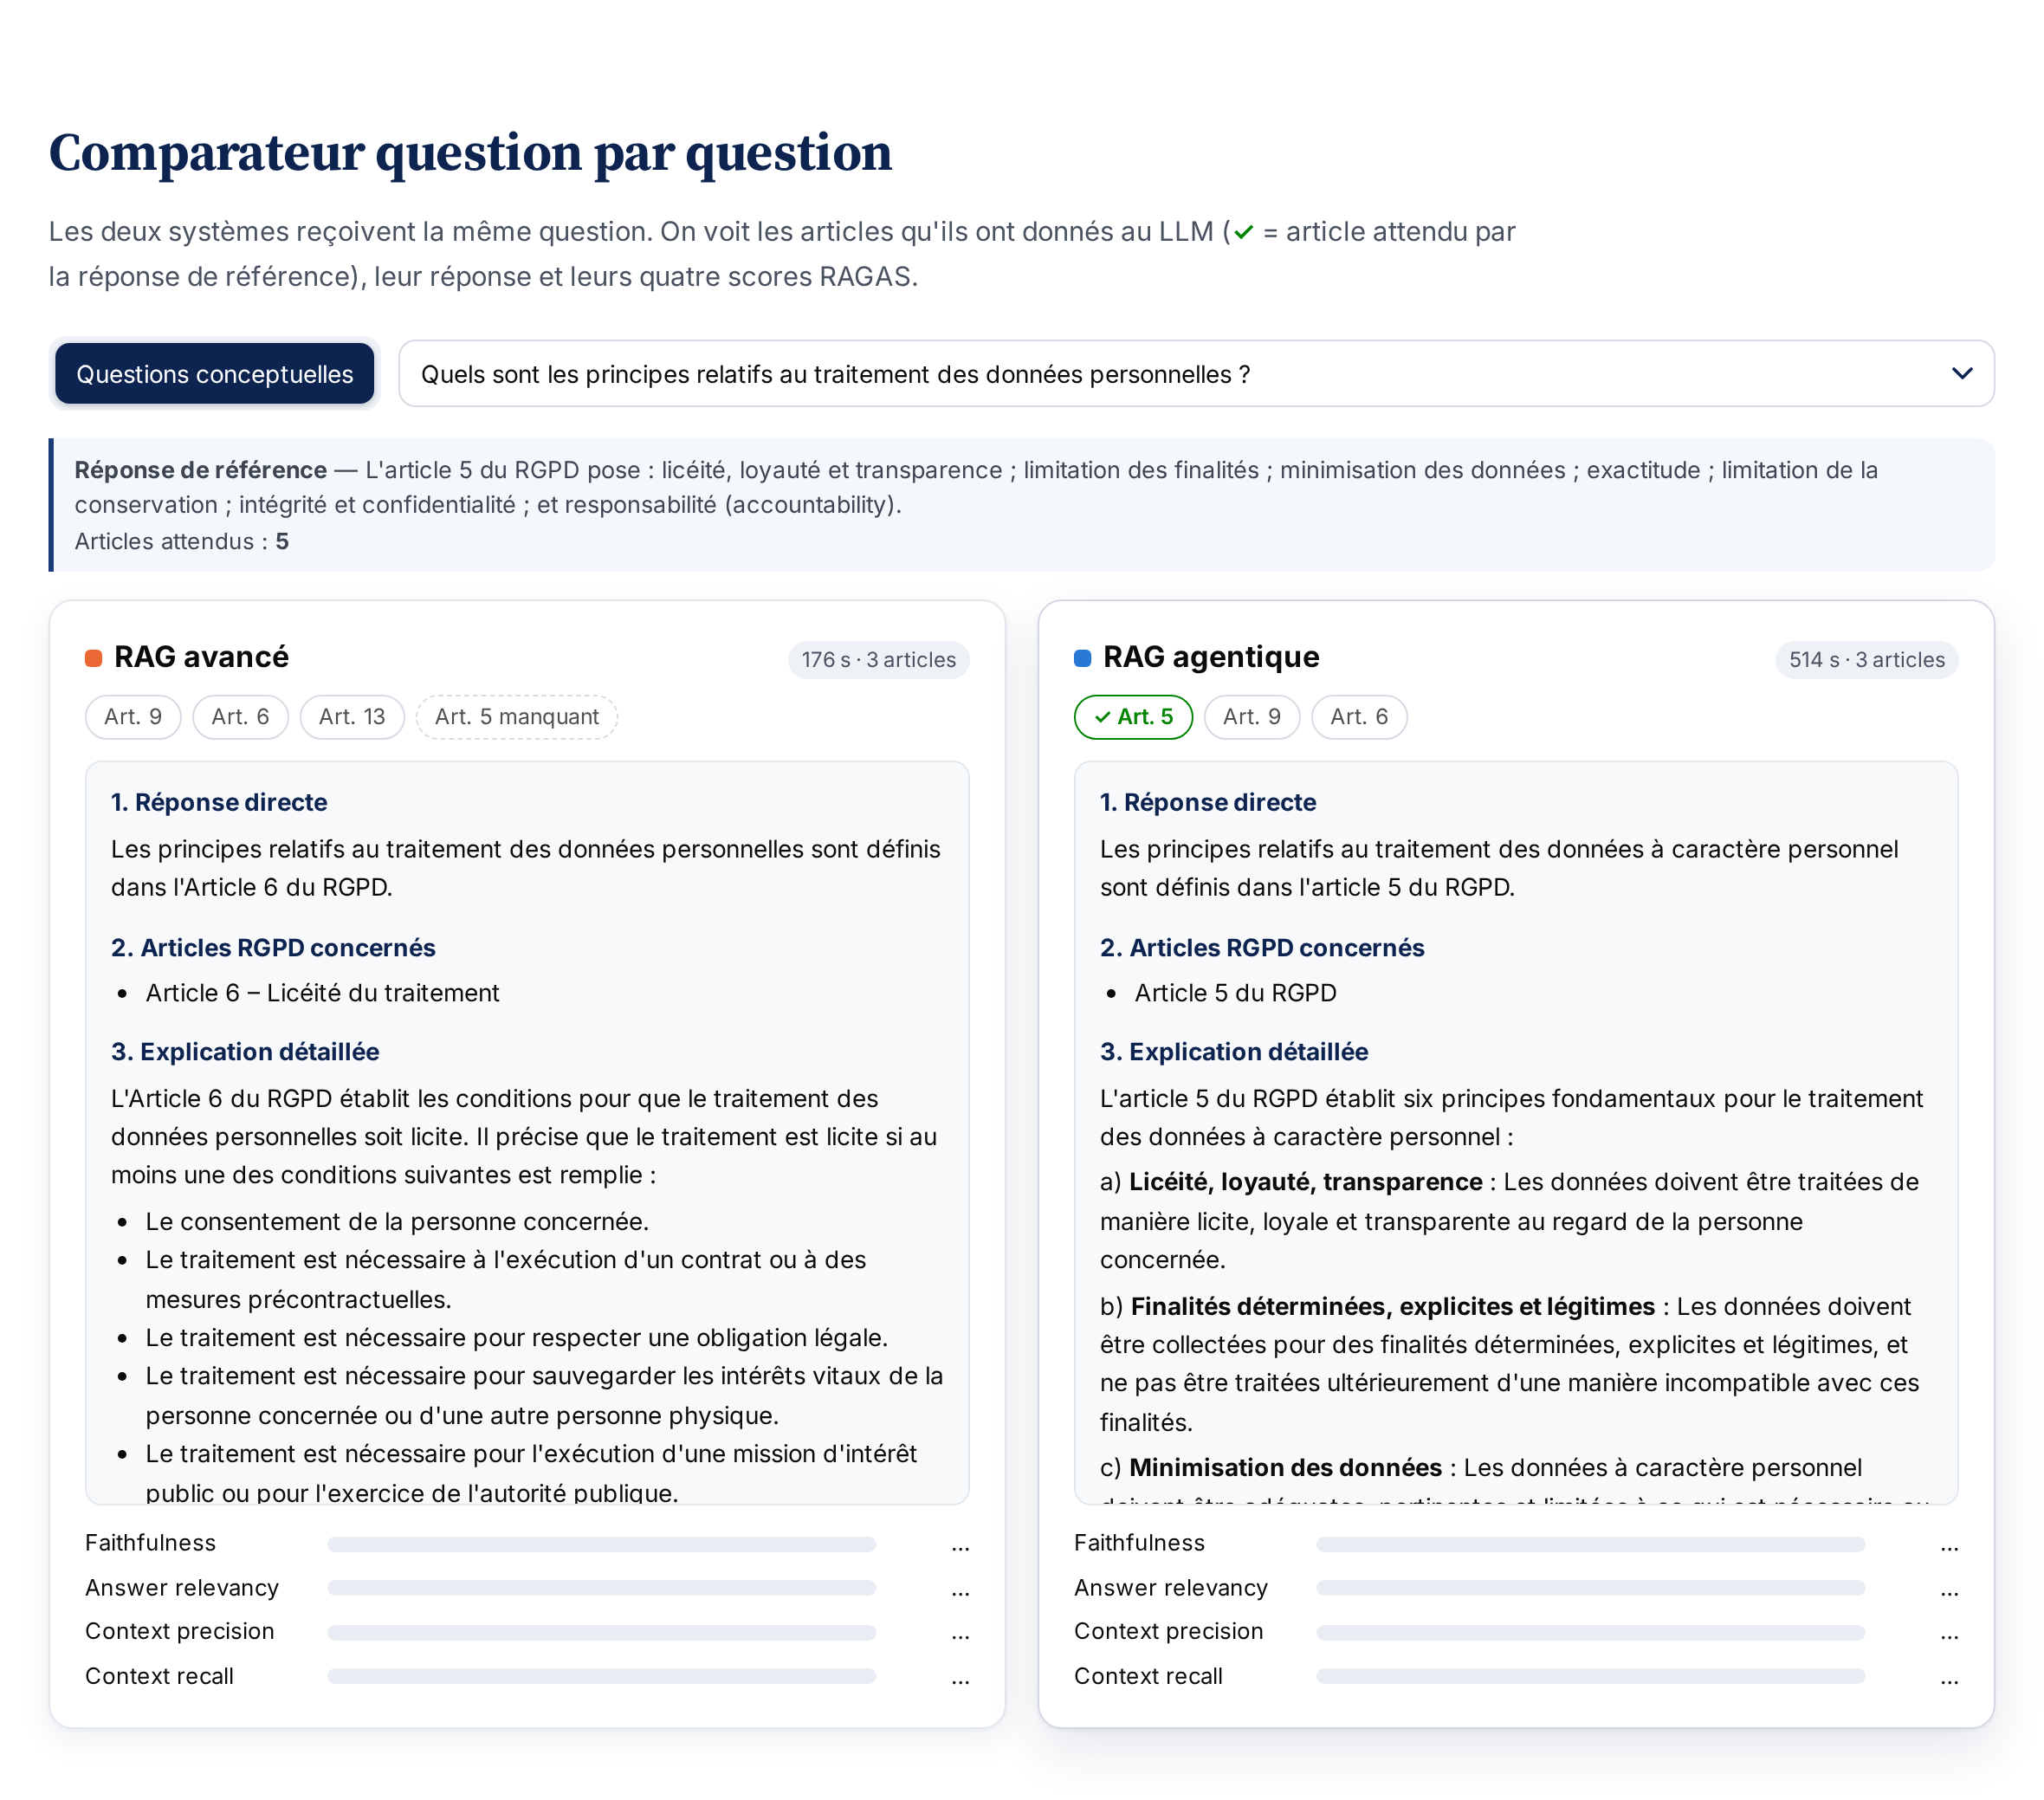 Comparateur question par question
Les deux systèmes reçoivent la même question. On voit les articles qu'ils ont donnés au LLM (✓ = article attendu par
la réponse de référence), leur réponse et leurs quatre scores RAGAS.
Questions conceptuelles
Quels sont les principes relatifs au traitement des données personnelles ?
Réponse de référence — L'article 5 du RGPD pose : licéité, loyauté et transparence ; limitation des finalités ; minimisation des données ; exactitude ; limitation de la
conservation ; intégrité et confidentialité ; et responsabilité (accountability).
Articles attendus : 5
RAG avancé
176 s · 3 articles
Art. 9
Art. 6
Art. 13
Art. 5 manquant
1. Réponse directe
Les principes relatifs au traitement des données personnelles sont définis
dans l'Article 6 du RGPD.
2. Articles RGPD concernés
• Article 6 – Licéité du traitement
3. Explication détaillée
L'Article 6 du RGPD établit les conditions pour que le traitement des
données personnelles soit licite. Il précise que le traitement est licite si au
moins une des conditions suivantes est remplie :
• Le consentement de la personne concernée.
• Le traitement est nécessaire à l'exécution d'un contrat ou à des
mesures précontractuelles.
• Le traitement est nécessaire pour respecter une obligation légale.
• Le traitement est nécessaire pour sauvegarder les intérêts vitaux de la
personne concernée ou d'une autre personne physique.
• Le traitement est nécessaire pour l'exécution d'une mission d'intérêt
public ou pour l'exercice de l'autorité publique.
Faithfulness ...
Answer relevancy ...
Context precision ...
Context recall ...
RAG agentique
514 s · 3 articles
✓ Art. 5
Art. 9
Art. 6
1. Réponse directe
Les principes relatifs au traitement des données à caractère personnel
sont définis dans l'article 5 du RGPD.
2. Articles RGPD concernés
• Article 5 du RGPD
3. Explication détaillée
L'article 5 du RGPD établit six principes fondamentaux pour le traitement
des données à caractère personnel :
a) Licéité, loyauté, transparence : Les données doivent être traitées de
manière licite, loyale et transparente au regard de la personne
concernée.
b) Finalités déterminées, explicites et légitimes : Les données doivent
être collectées pour des finalités déterminées, explicites et légitimes, et
ne pas être traitées ultérieurement d'une manière incompatible avec ces
finalités.
c) Minimisation des données : Les données à caractère personnel
Faithfulness ...
Answer relevancy ...
Context precision ...
Context recall ...